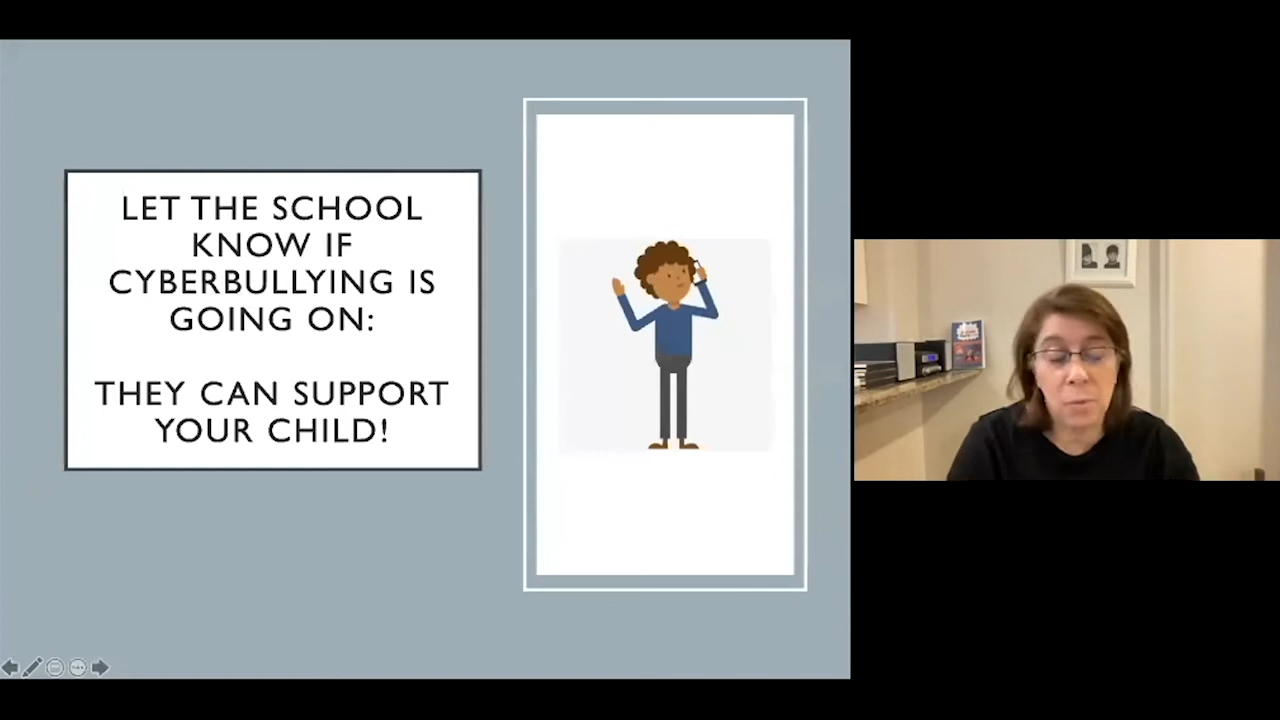 LET THE SCHOOL
KNOW IF
CYBERBULLYING IS
GOING ON:
THEY CAN SUPPORT
YOUR CHILD!